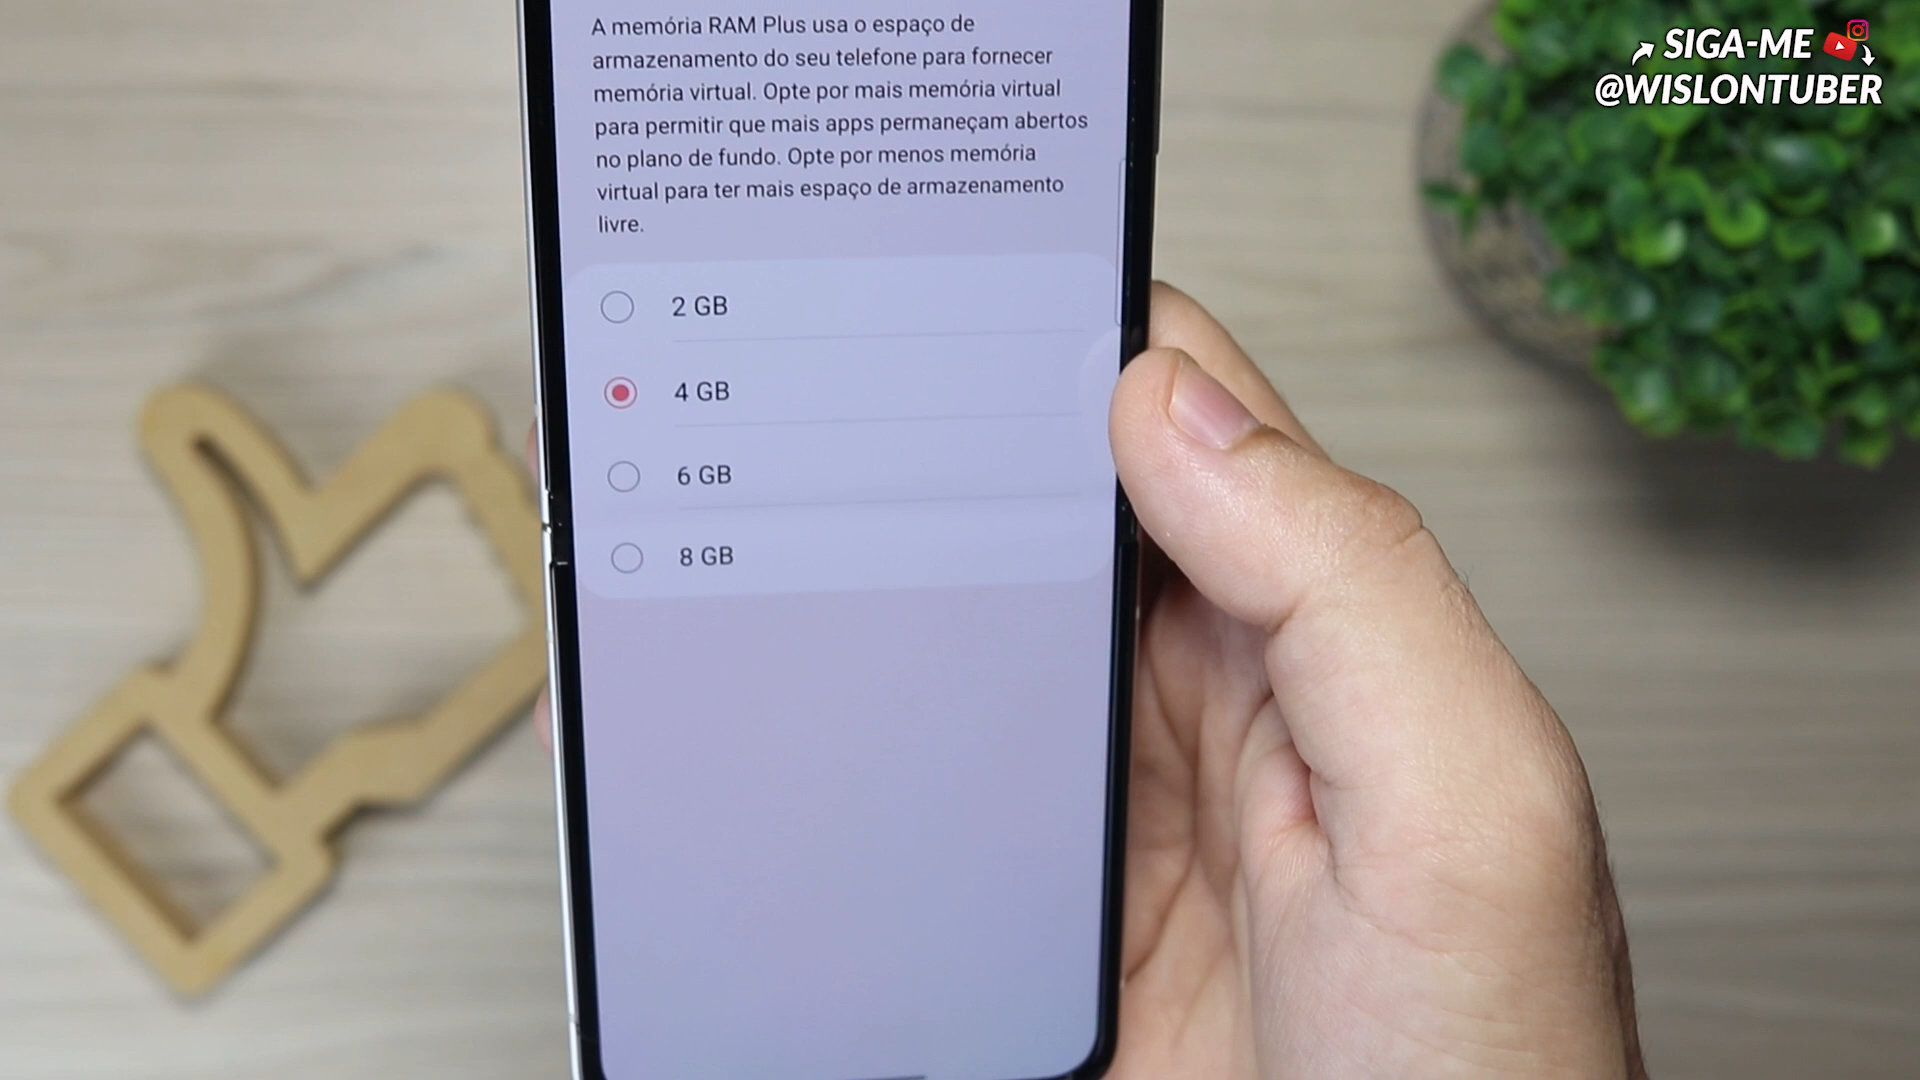 SIGA-ME
@WISLONTUBER
A memória RAM Plus usa o espaço de
armazenamento do seu telefone para fornecer
memória virtual. Opte por mais memória virtual
para permitir que mais apps permaneçam abertos
no plano de fundo. Opte por menos memória
virtual para ter mais espaço de armazenamento
livre.
2 GB
4 GB
6 GB
8 GB